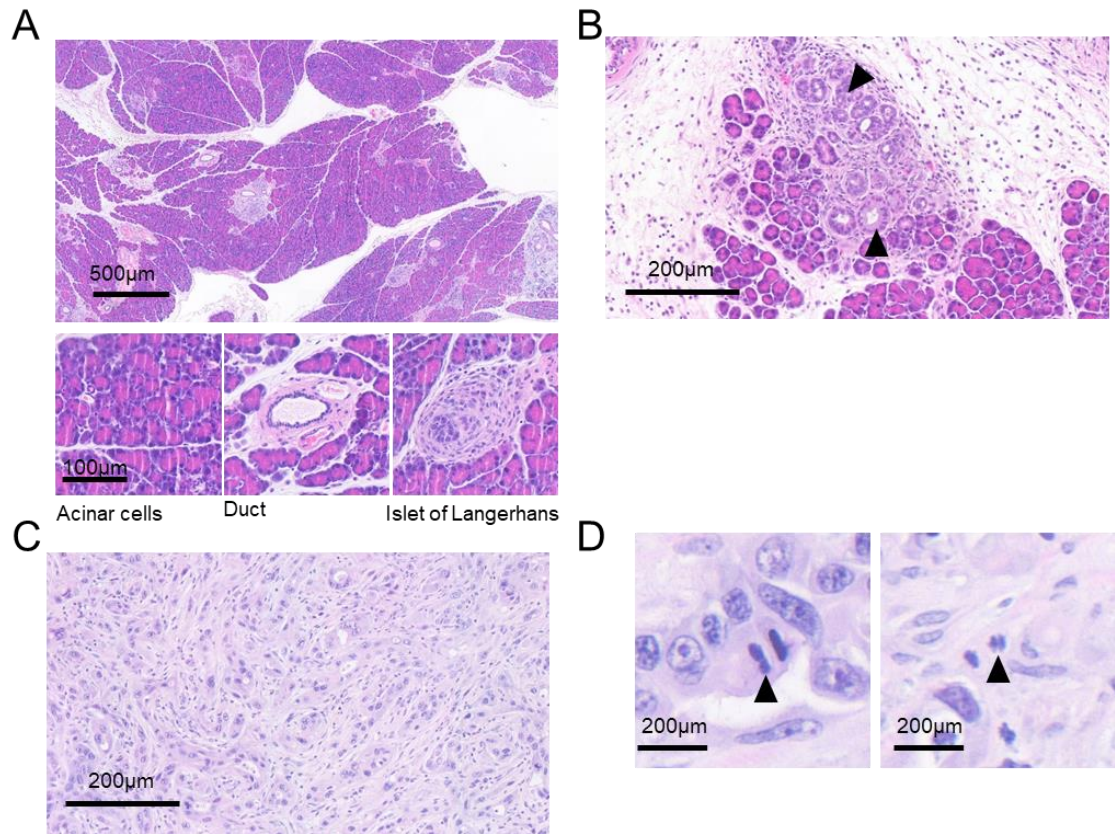 A
B
500µm
200µm
100µm
Acinar cells
Duct
Islet of Langerhans
C
D
200µm
200µm
200µm